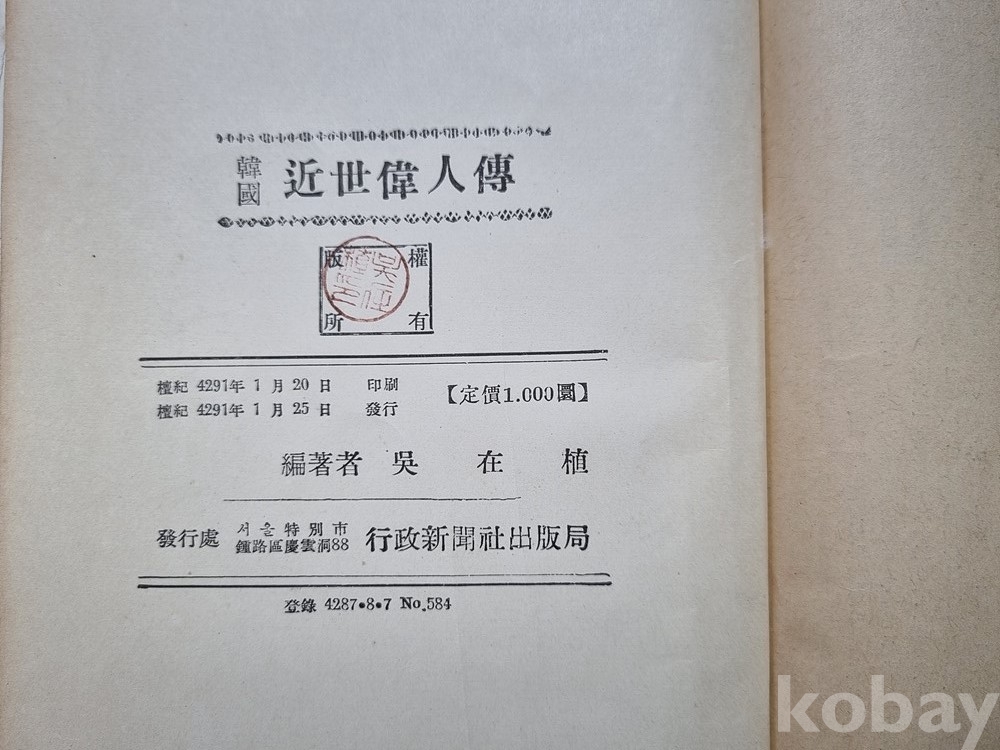 韓國 近世偉人傳
版權
所有
檀紀 4291年 1月 20日 印刷
檀紀 4291年 1月 25日 發行
【定價1.000圜】
編著者 吳在植
發行處 서울特別市 鍾路區慶雲洞88 行政新聞社出版局
登錄 4287•8•7 No.584
kobay